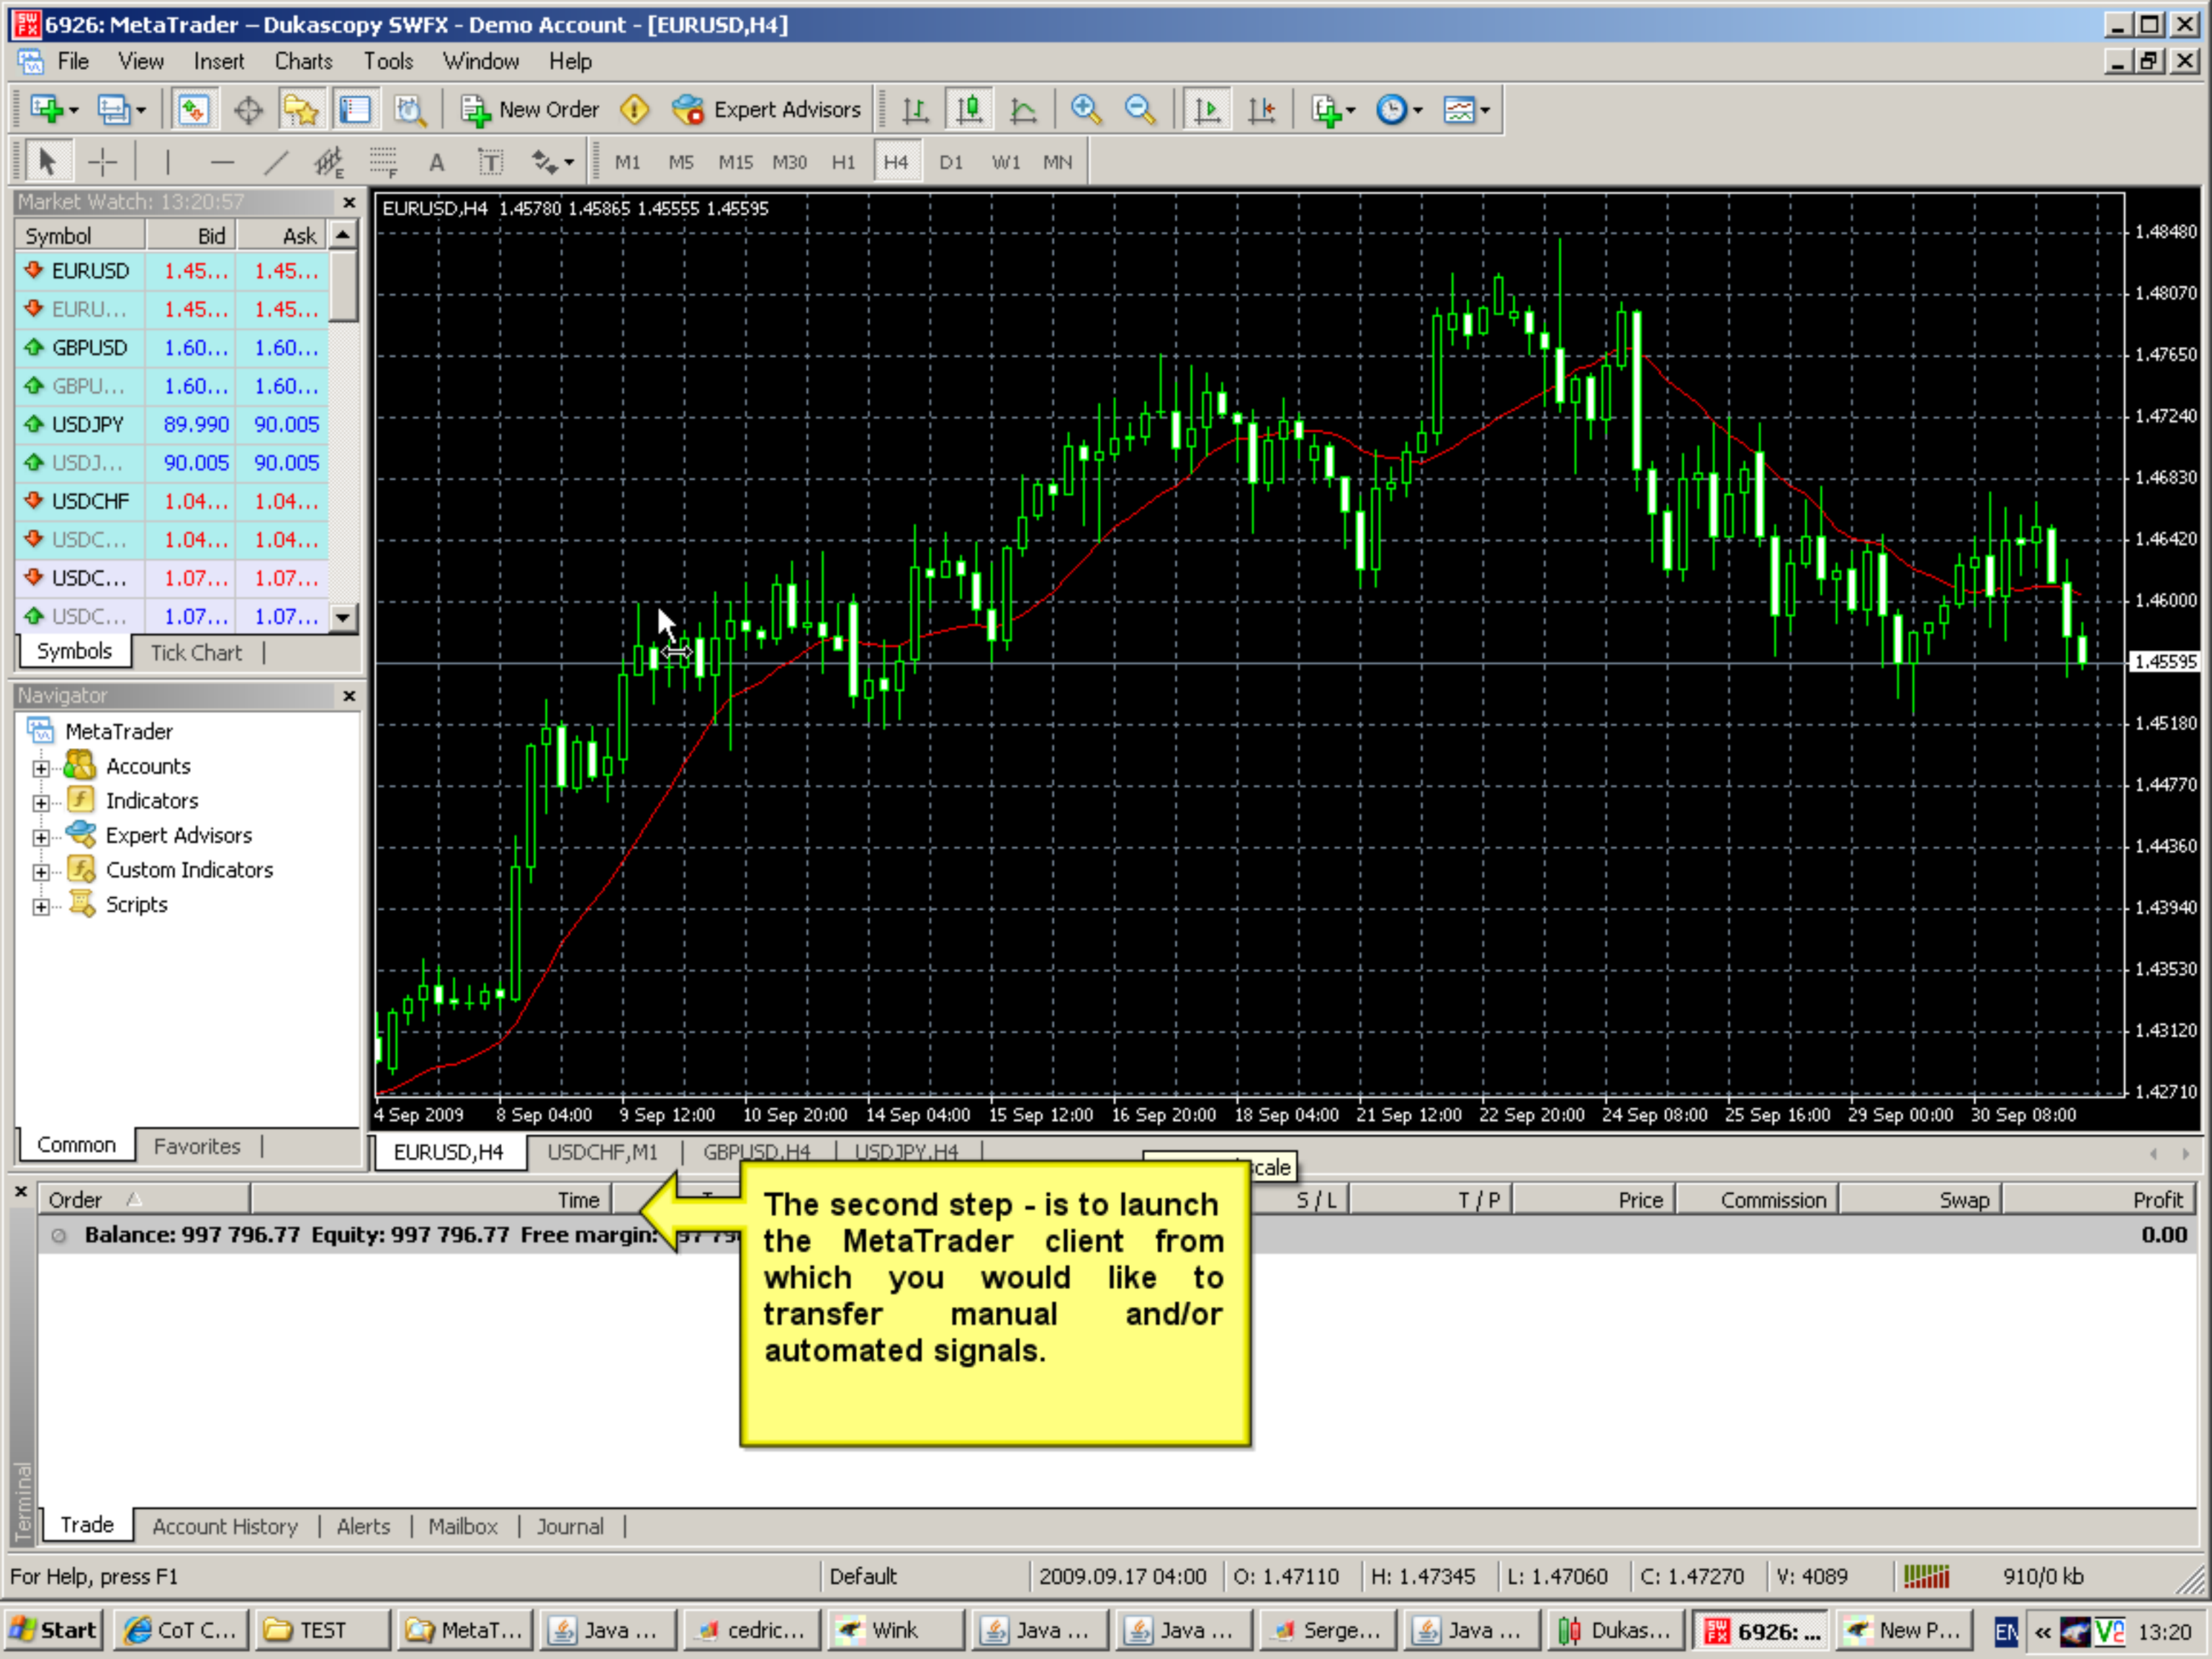 6926: MetaTrader – Dukascopy SWFX - Demo Account - [EURUSD,H4]
File View Insert Charts Tools Window Help
New Order Expert Advisors
A T M1 M5 M15 M30 H1 H4 D1 W1 MN
Market Watch: 13:20:57
Symbol Bid Ask
EURUSD 1.45... 1.45...
EURU... 1.45... 1.45...
GBPUSD 1.60... 1.60...
GBPU... 1.60... 1.60...
USDJPY 89.990 90.005
USDJ... 90.005 90.005
USDCHF 1.04... 1.04...
USDC... 1.04... 1.04...
USDC... 1.07... 1.07...
USDC... 1.07... 1.07...
Symbols Tick Chart
Navigator
MetaTrader
Accounts
Indicators
Expert Advisors
Custom Indicators
Scripts
Common Favorites
EURUSD,H4 1.45780 1.45865 1.45555 1.45595
1.48480
1.48070
1.47650
1.47240
1.46830
1.46420
1.46000
1.45595
1.45180
1.44770
1.44360
1.43940
1.43530
1.43120
1.42710
4 Sep 2009 8 Sep 04:00 9 Sep 12:00 10 Sep 20:00 14 Sep 04:00 15 Sep 12:00 16 Sep 20:00 18 Sep 04:00 21 Sep 12:00 22 Sep 20:00 24 Sep 08:00 25 Sep 16:00 29 Sep 00:00 30 Sep 08:00
EURUSD,H4 USDCHF,M1 GBPUSD,H4 USDJPY,H4
scale
Order Time S / L T / P Price Commission Swap Profit
Balance: 997 796.77 Equity: 997 796.77 Free margin: 0.00
The second step - is to launch
the MetaTrader client from
which you would like to
transfer manual and/or
automated signals.
Terminal
Trade Account History Alerts Mailbox Journal
For Help, press F1 Default 2009.09.17 04:00 O: 1.47110 H: 1.47345 L: 1.47060 C: 1.47270 V: 4089 910/0 kb
Start CoT C... TEST MetaT... Java ... cedric... Wink Java ... Java ... Serge... Java ... Dukas... SWFX 6926: ... New P... EN « 13:20